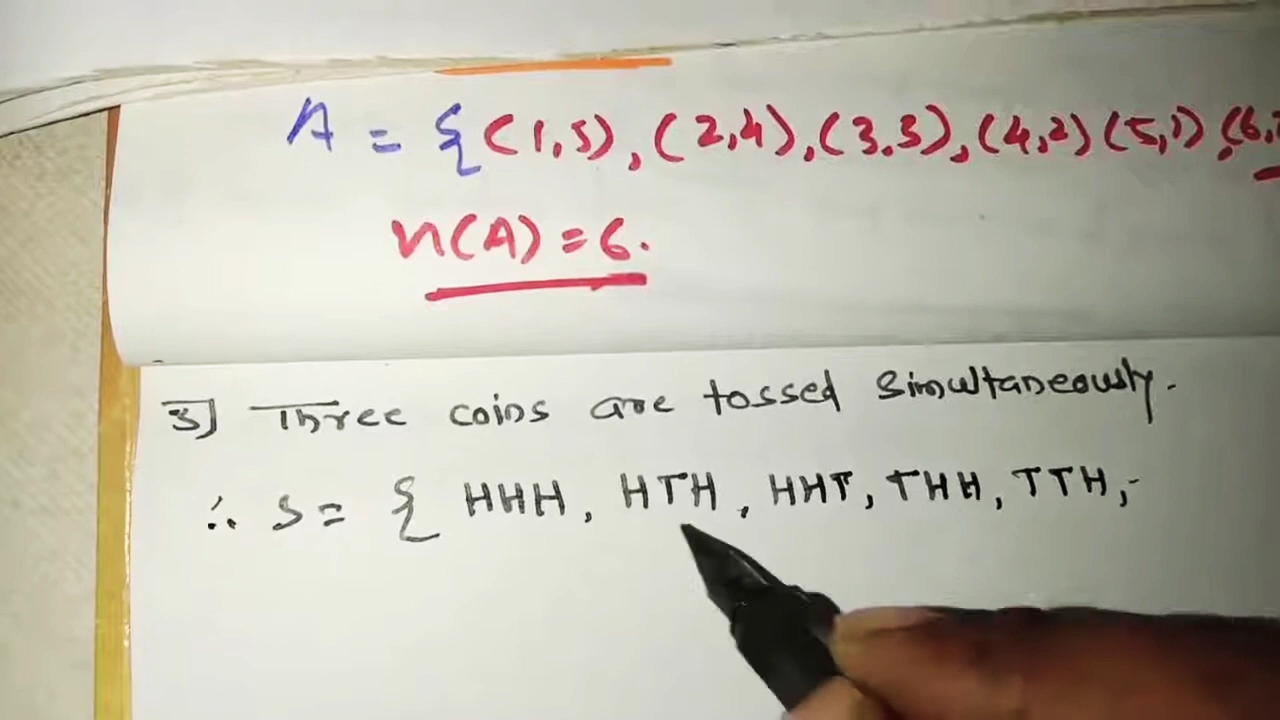 A = {(1,5), (2,4), (3,3), (4,2) (5,1), (6,
n(A) = 6.
3] Three coins are tossed simultaneously.
∴ S = { HHH, HTH, HHT, THH, TTH,